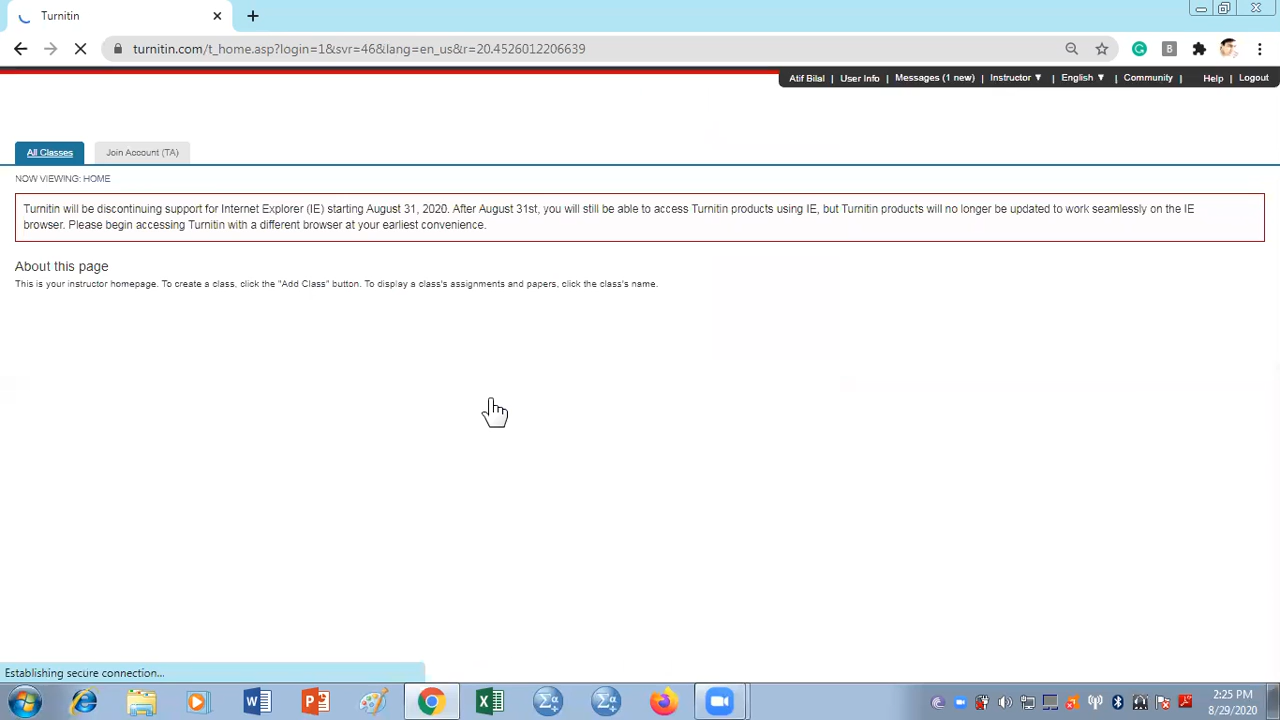 Turnitin
turnitin.com/t_home.asp?login=1&svr=46&lang=en_us&r=20.4526012206639
Atif Bilal | User Info | Messages (1 new) | Instructor ▼ | English ▼ | Community | Help | Logout
All Classes
Join Account (TA)
NOW VIEWING: HOME
Turnitin will be discontinuing support for Internet Explorer (IE) starting August 31, 2020. After August 31st, you will still be able to access Turnitin products using IE, but Turnitin products will no longer be updated to work seamlessly on the IE
browser. Please begin accessing Turnitin with a different browser at your earliest convenience.
About this page
This is your instructor homepage. To create a class, click the "Add Class" button. To display a class's assignments and papers, click the class's name.
Establishing secure connection...
2:25 PM
8/29/2020